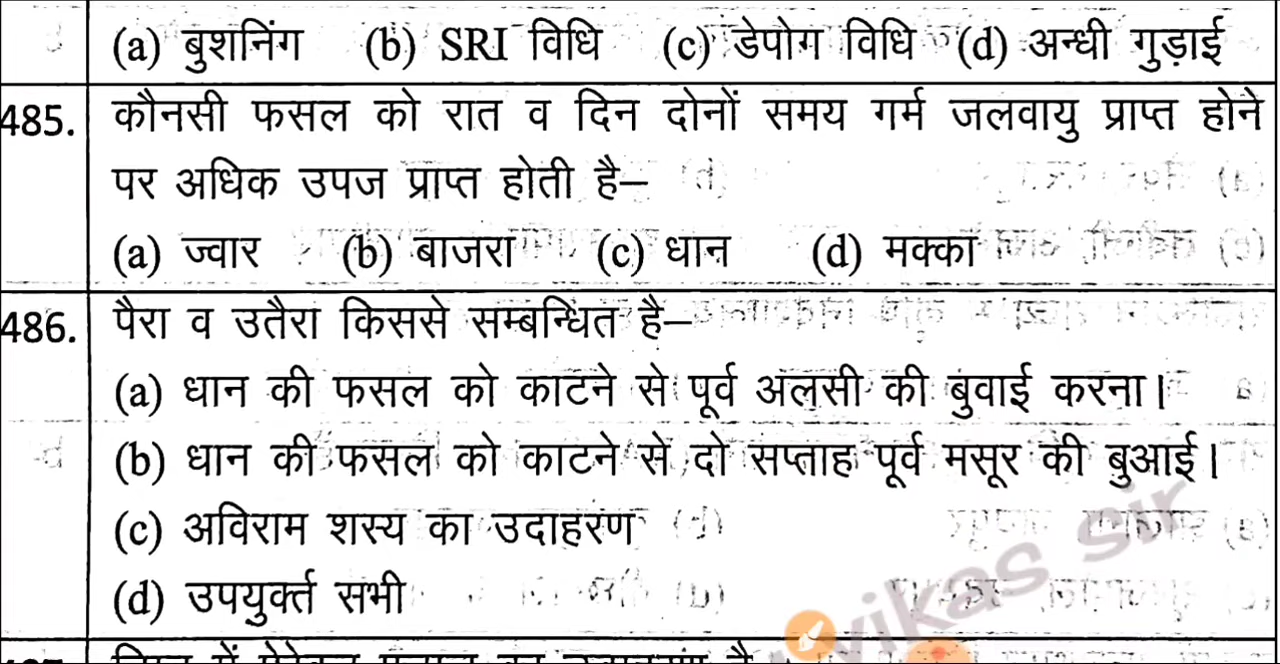 (a) बुशनिंग (b) SRI विधि (c) डेपोग विधि (d) अन्धी गुड़ाई
485. कौनसी फसल को रात व दिन दोनों समय गर्म जलवायु प्राप्त होने
पर अधिक उपज प्राप्त होती है–
(a) ज्वार (b) बाजरा (c) धान (d) मक्का
486. पैरा व उतैरा किससे सम्बन्धित है–
(a) धान की फसल को काटने से पूर्व अलसी की बुवाई करना।
(b) धान की फसल को काटने से दो सप्ताह पूर्व मसूर की बुआई।
(c) अविराम शस्य का उदाहरण
(d) उपयुर्क्त सभी
vikas sir